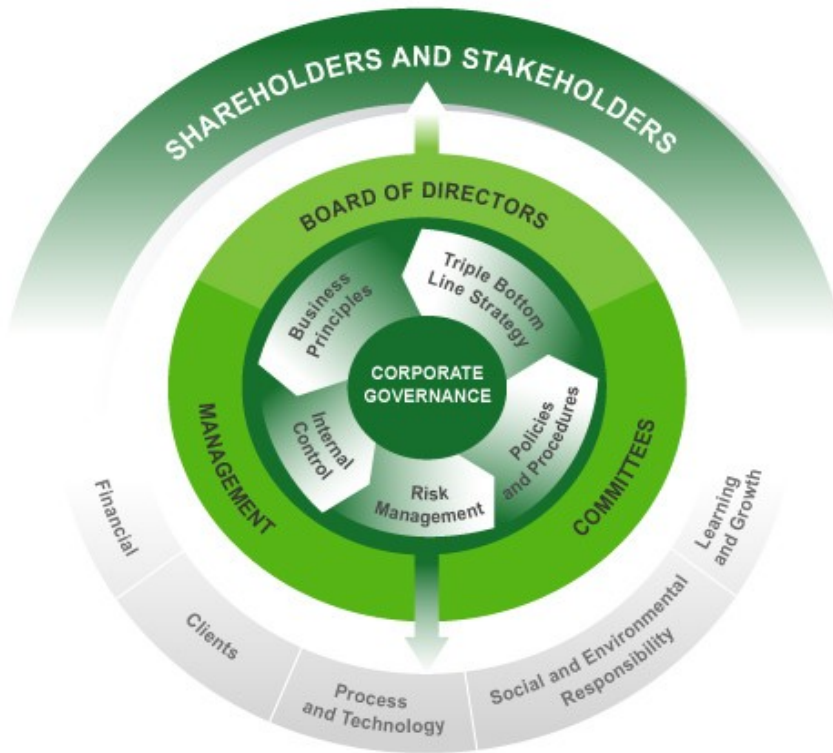 SHAREHOLDERS AND STAKEHOLDERS
BOARD OF DIRECTORS
MANAGEMENT
COMMITTEES
Business
Principles
Triple Bottom
Line Strategy
Policies
and Procedures
Risk
Management
Internal
Control
CORPORATE
GOVERNANCE
Financial
Clients
Process
and Technology
Social and Environmental
Responsibility
Learning
and Growth